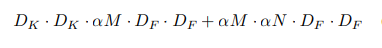 D_K · D_K · αM · D_F · D_F + αM · αN · D_F · D_F